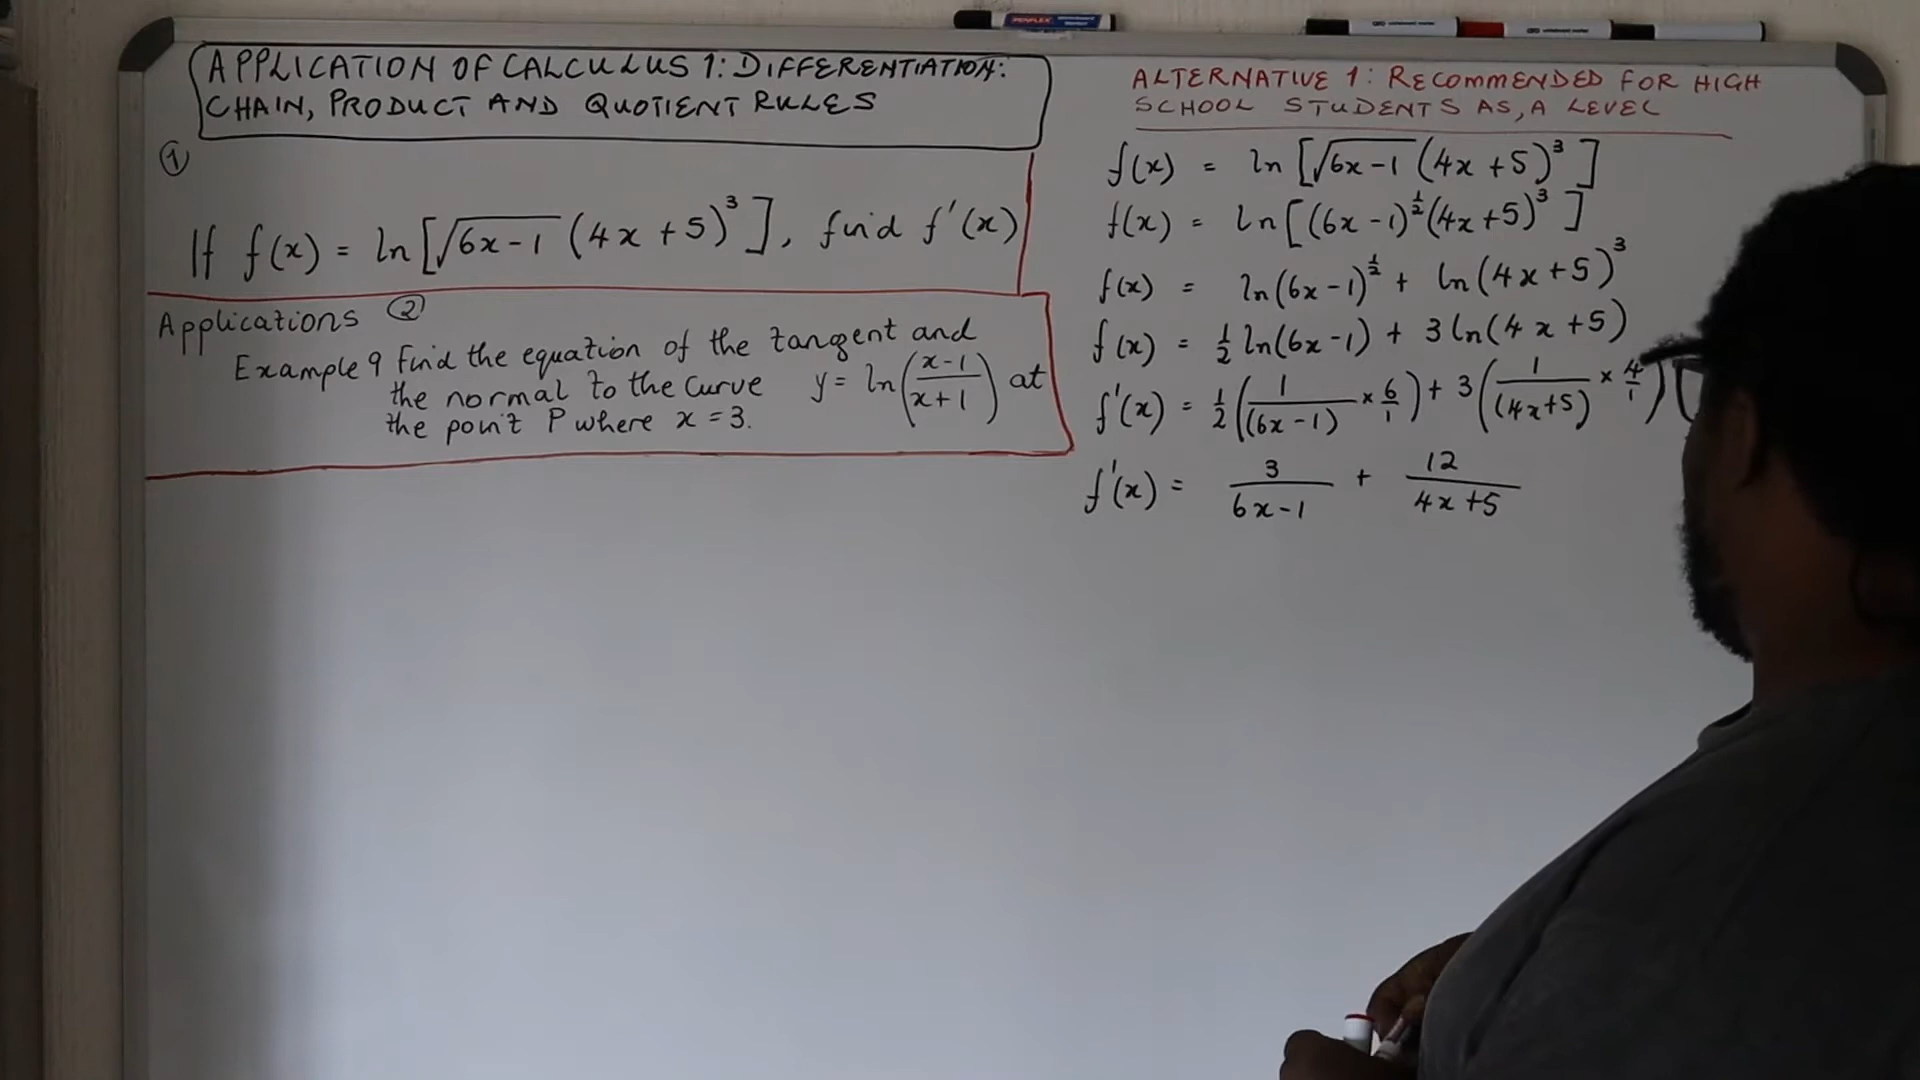 APPLICATION OF CALCULUS 1: DIFFERENTIATION:
CHAIN, PRODUCT AND QUOTIENT RULES
①
If f(x) = ln[√(6x-1) (4x+5)³], find f'(x)
Applications ②
Example 9 Find the equation of the tangent and
the normal to the curve y = ln((x-1)/(x+1)) at
the point P where x = 3.
ALTERNATIVE 1: RECOMMENDED FOR HIGH
SCHOOL STUDENTS AS, A LEVEL
f(x) = ln[√(6x-1) (4x+5)³]
f(x) = ln[(6x-1)^½ (4x+5)³]
f(x) = ln(6x-1)^½ + ln(4x+5)³
f(x) = ½ ln(6x-1) + 3 ln(4x+5)
f'(x) = ½(1/(6x-1) × 6/1) + 3(1/(4x+5) × 4/1)
f'(x) = 3/(6x-1) + 12/(4x+5)
PENFLEX